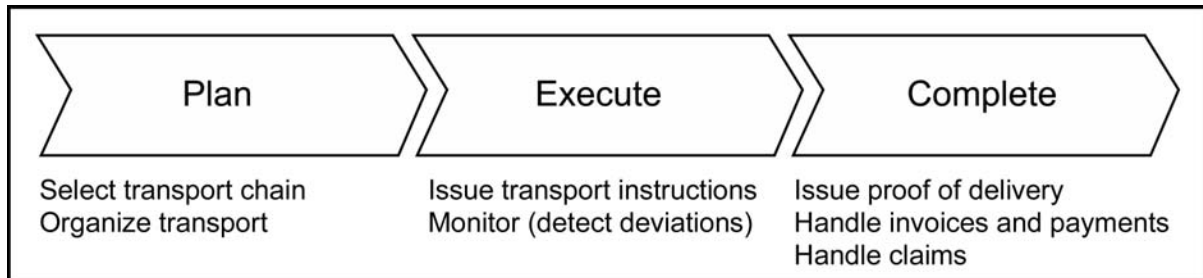 Plan
Execute
Complete
Select transport chain
Organize transport
Issue transport instructions
Monitor (detect deviations)
Issue proof of delivery
Handle invoices and payments
Handle claims